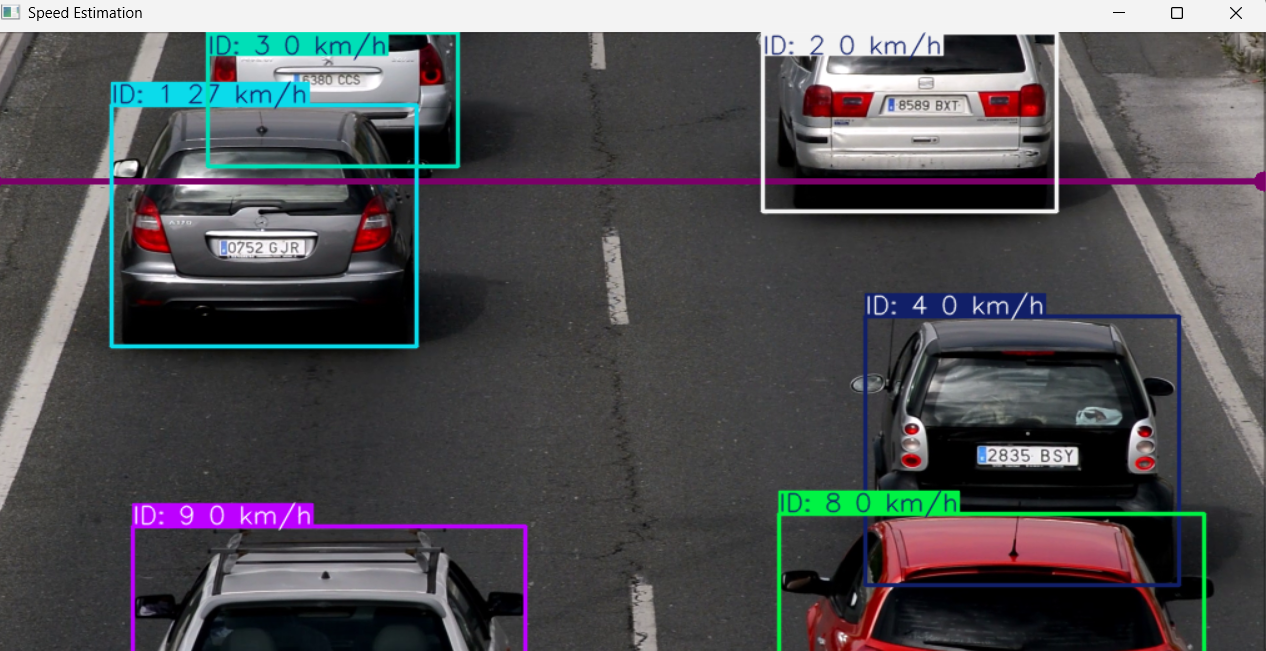 Speed Estimation
ID: 3 0 km/h
ID: 2 0 km/h
6380 CCS
ID: 1 27 km/h
8589 BXT
A170
0752 GJR
ID: 4 0 km/h
2835 BSY
ID: 8 0 km/h
ID: 9 0 km/h